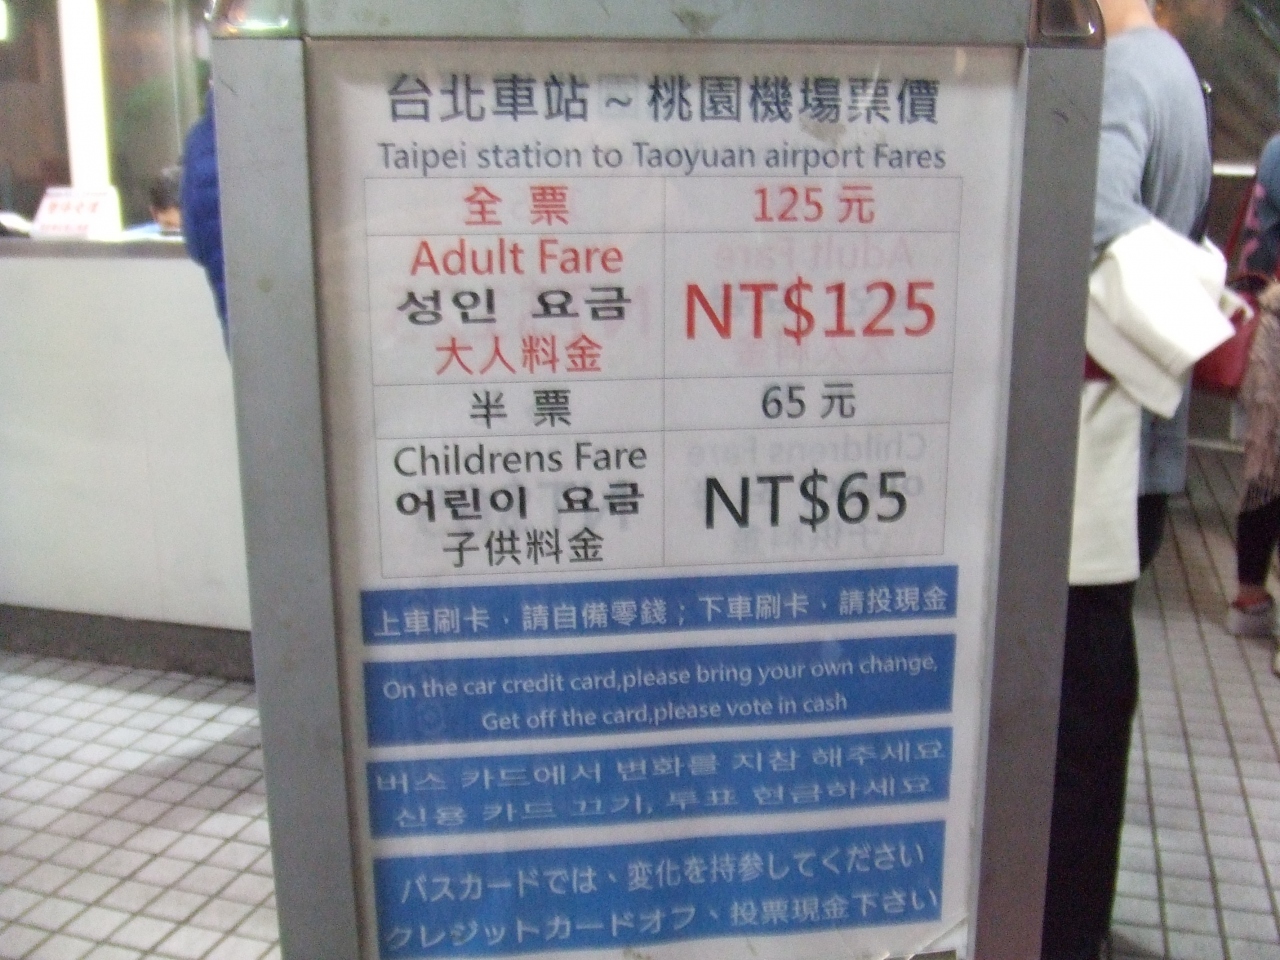 台北車站～桃園機場票價
Taipei station to Taoyuan airport Fares
全 票
125 元
Adult Fare
성인 요금
大人料金
NT$125
半 票
65 元
Childrens Fare
어린이 요금
子供料金
NT$65
上車刷卡，請自備零錢；下車刷卡，請投現金
On the car credit card,please bring your own change,
Get off the card,please vote in cash
버스 카드에서 변화를 지참 해주세요
신용 카드 끄기, 투표 현금하세요
バスカードでは、変化を持参してください
クレジットカードオフ、投票現金下さい